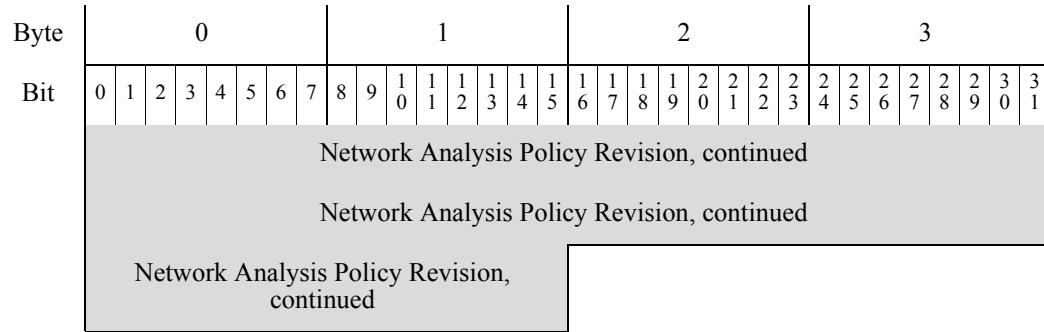 Byte 0 1 2 3
Bit 0 1 2 3 4 5 6 7 8 9 10 11 12 13 14 15 16 17 18 19 20 21 22 23 24 25 26 27 28 29 30 31
Network Analysis Policy Revision, continued
Network Analysis Policy Revision, continued
Network Analysis Policy Revision,
continued